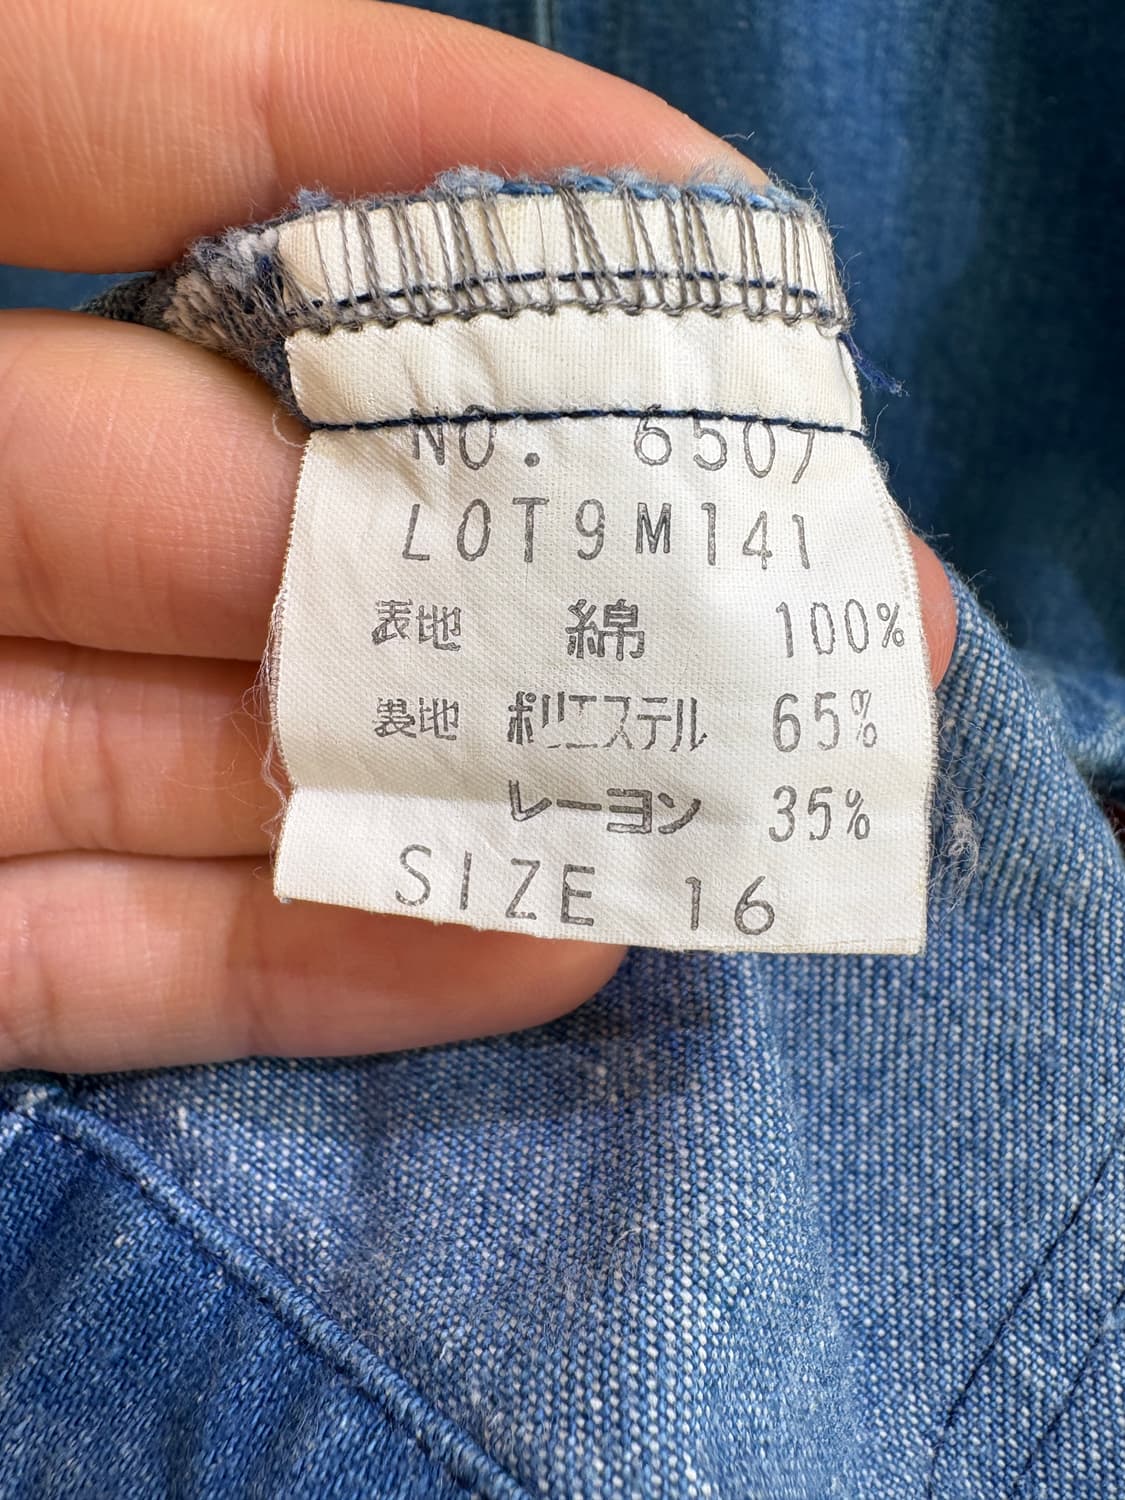 NO. 6507
LOT9M141
表地 綿 100%
裏地 ポリエステル 65%
レーヨン 35%
SIZE 16